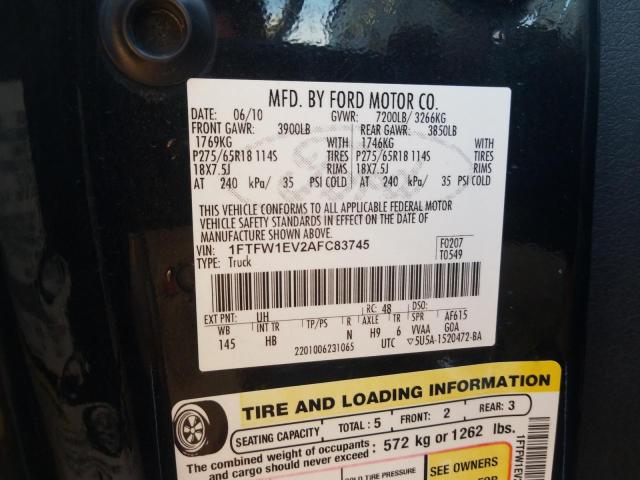 MFD. BY FORD MOTOR CO.
DATE: 06/10 GVWR: 7200LB/ 3266KG
FRONT GAWR: 3900LB REAR GAWR: 3850LB
1769KG 1746KG
P275/65R18 114S TIRES P275/65R18 114S TIRES
18X7.5J RIMS 18X7.5J RIMS
AT 240 kPa/ 35 PSI COLD AT 240 kPa/ 35 PSI COLD
THIS VEHICLE CONFORMS TO ALL APPLICABLE FEDERAL MOTOR
VEHICLE SAFETY STANDARDS IN EFFECT ON THE DATE OF
MANUFACTURE SHOWN ABOVE.
VIN: 1FTFW1EV2AFC83745 F0207
TYPE: Truck T0549
EXT PNT: UH RC: 48 DSO:
WB INT TR TP/PS R AXLE TR SPR AF615
145 HB N H9 6 VVAA G0A
2201006231065 UTC ▽5U5A-1520472-BA
TIRE AND LOADING INFORMATION
SEATING CAPACITY TOTAL: 5 FRONT: 2 REAR: 3
The combined weight of occupants
and cargo should never exceed: 572 kg or 1262 lbs.
COLD TIRE PRESSURE
SEE OWNERS
1FTFW1EV2